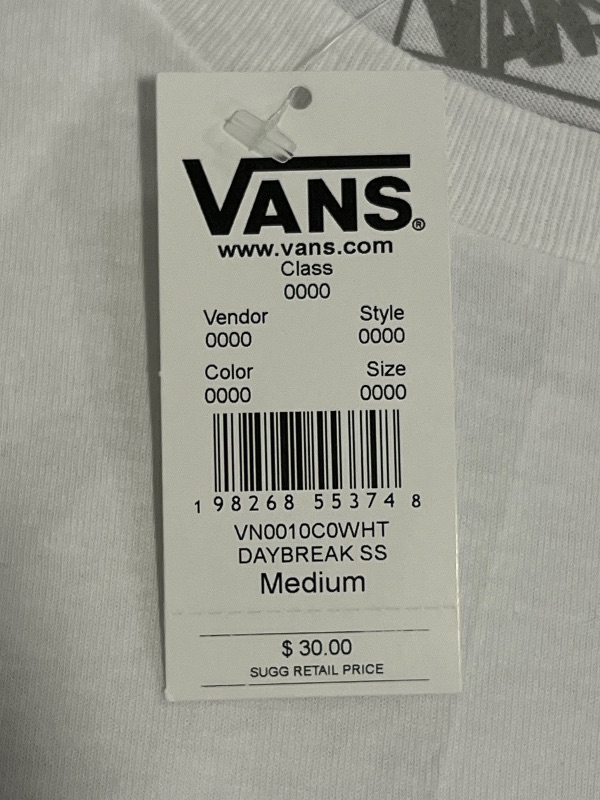 VANS
VANS®
www.vans.com
Class
0000
Vendor Style
0000 0000
Color Size
0000 0000
1 98268 55374 8
VN0010C0WHT
DAYBREAK SS
Medium
$ 30.00
SUGG RETAIL PRICE